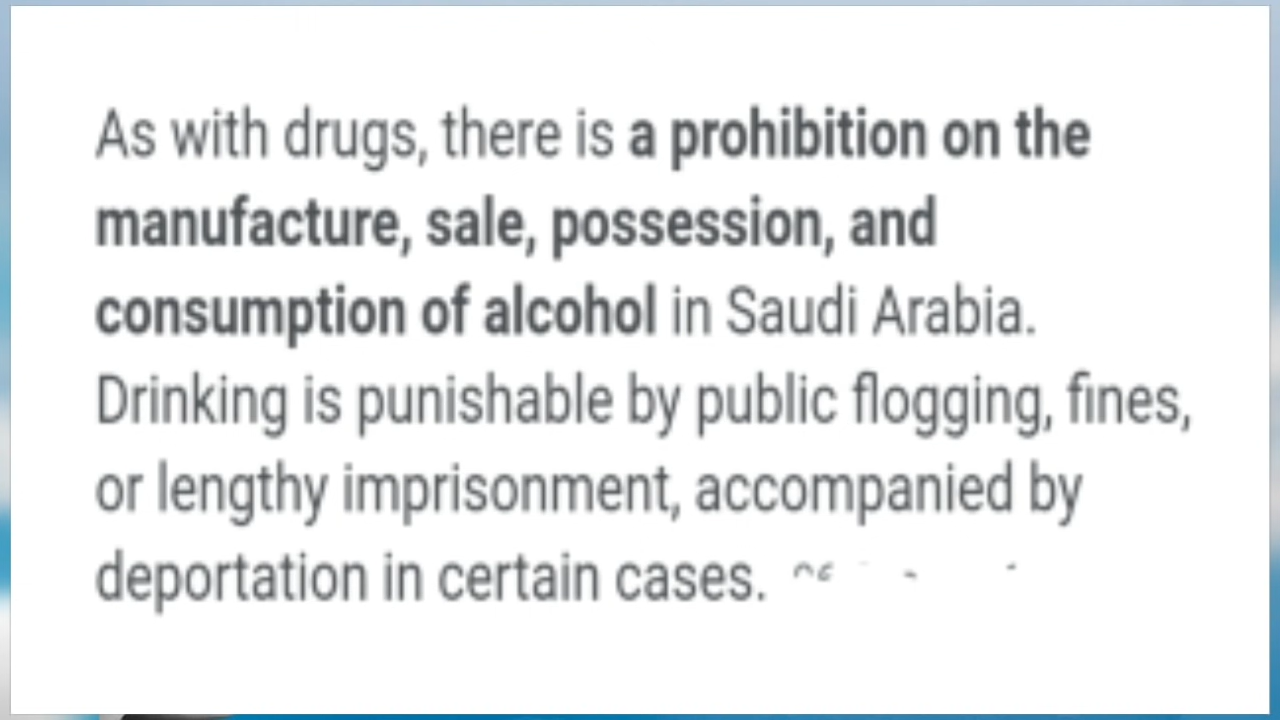 As with drugs, there is a prohibition on the
manufacture, sale, possession, and
consumption of alcohol in Saudi Arabia.
Drinking is punishable by public flogging, fines,
or lengthy imprisonment, accompanied by
deportation in certain cases.